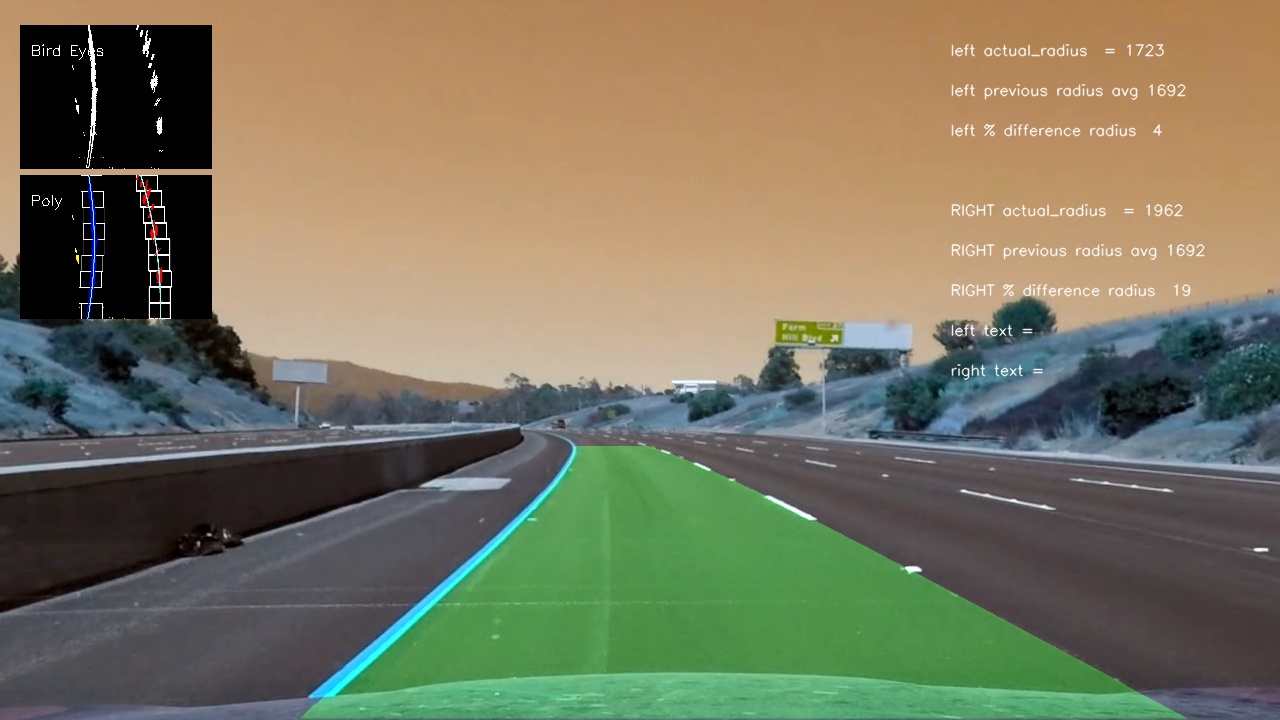 Bird Eyes
Poly
left actual_radius = 1723
left previous radius avg 1692
left % difference radius 4
RIGHT actual_radius = 1962
RIGHT previous radius avg 1692
RIGHT % difference radius 19
left text =
right text =
Farm
Hill Blvd